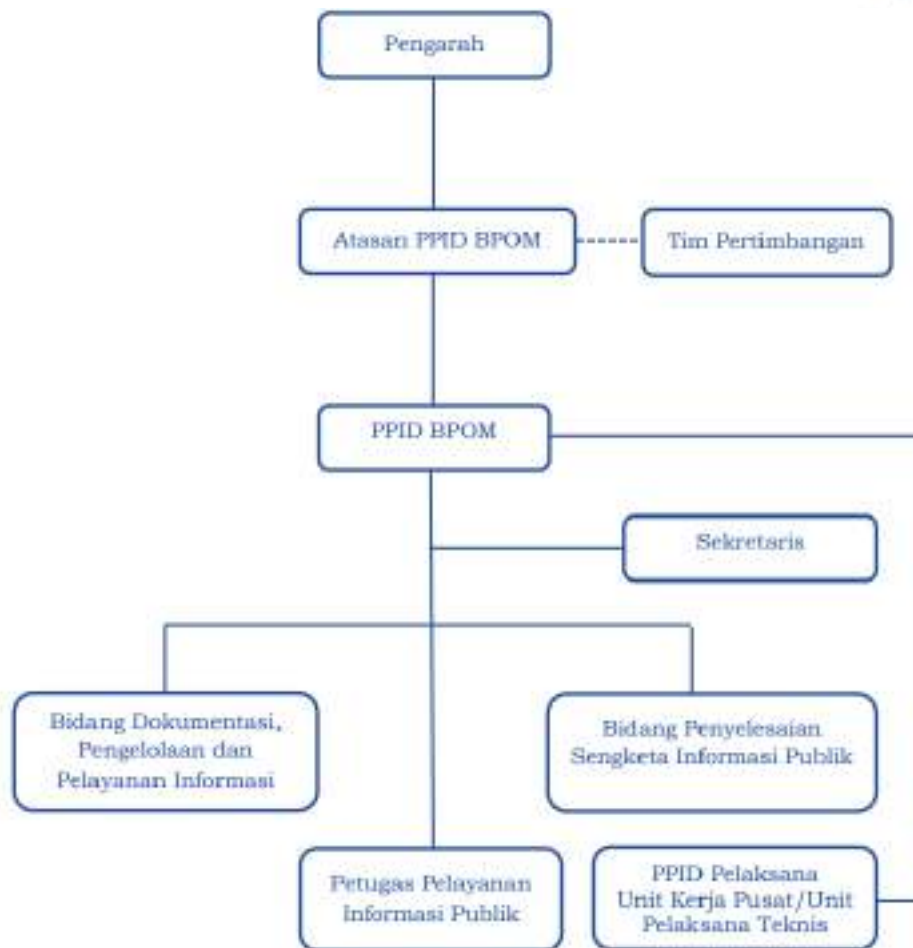 Pengarah
Atasan PPID BPOM
Tim Pertimbangan
PPID BPOM
Sekretaris
Bidang Dokumentasi,
Pengelolaan dan
Pelayanan Informasi
Bidang Penyelesaian
Sengketa Informasi Publik
Petugas Pelayanan
Informasi Publik
PPID Pelaksana
Unit Kerja Pusat/Unit
Pelaksana Teknis